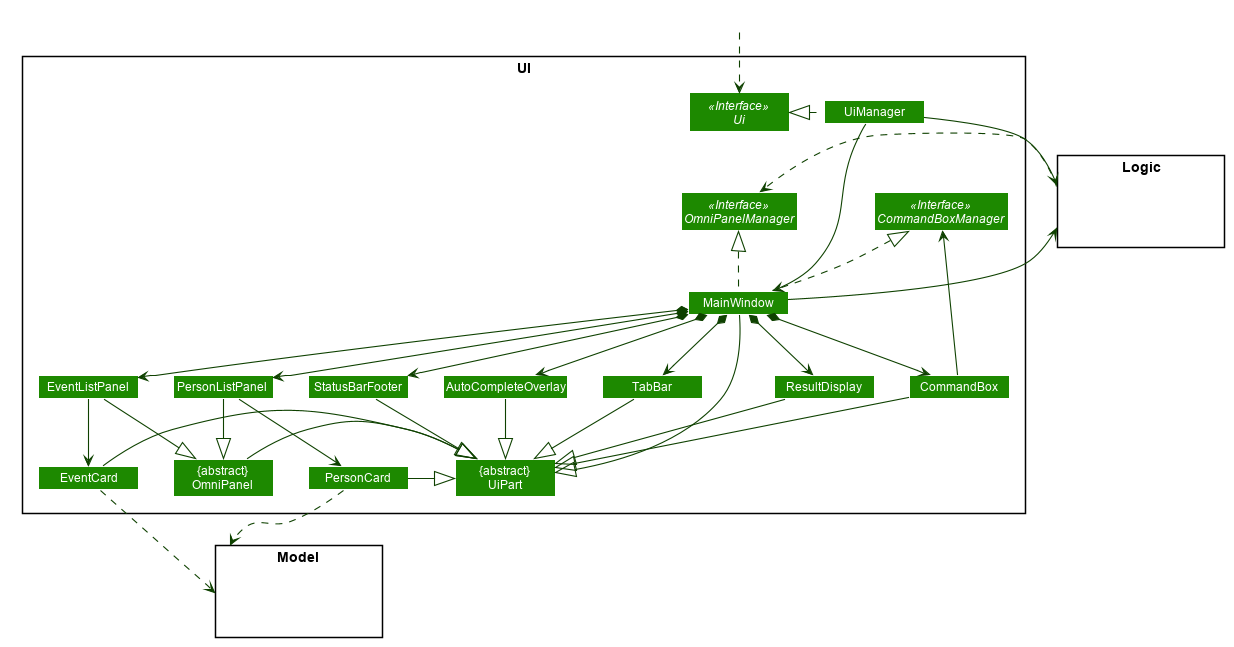 UI
«Interface»
Ui
UiManager
Logic
«Interface»
OmniPanelManager
«Interface»
CommandBoxManager
MainWindow
EventListPanel
PersonListPanel
StatusBarFooter
AutoCompleteOverlay
TabBar
ResultDisplay
CommandBox
EventCard
{abstract}
OmniPanel
PersonCard
{abstract}
UiPart
Model